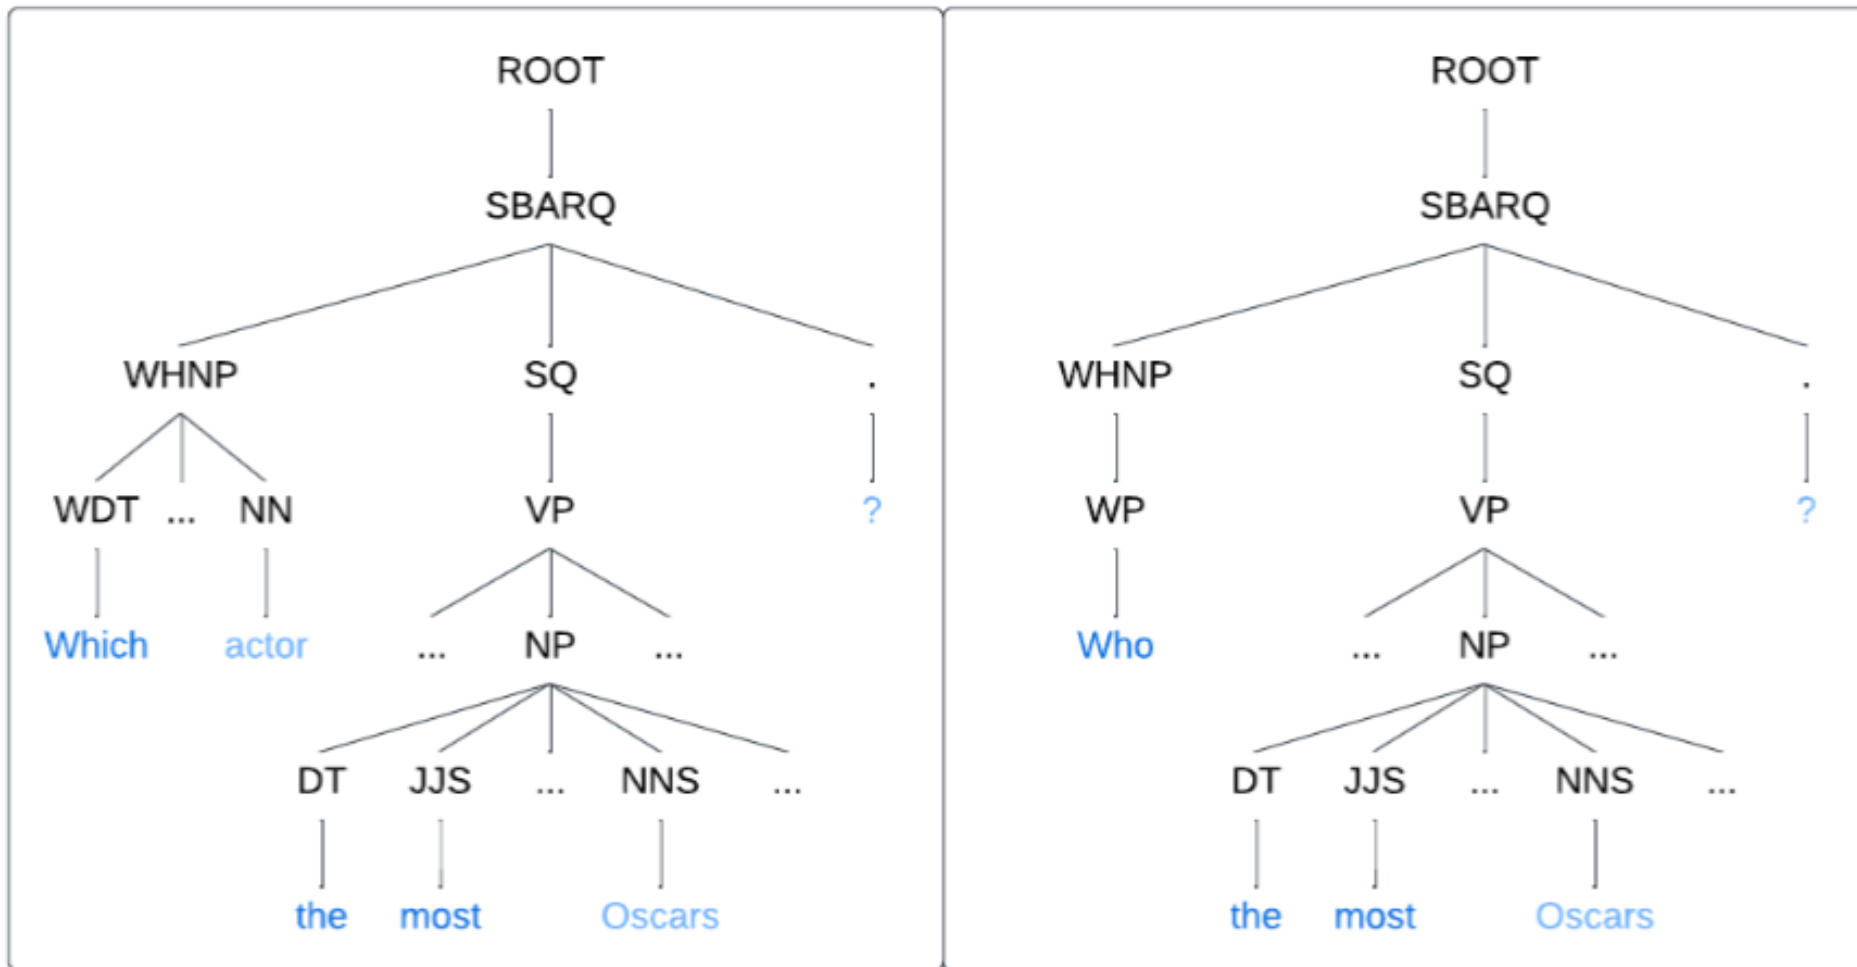 ROOT ROOT
SBARQ SBARQ
WHNP SQ . WHNP SQ .
WDT ... NN VP ? WP VP ?
Which actor ... NP ... Who ... NP ...
DT JJS ... NNS ... DT JJS ... NNS ...
the most Oscars the most Oscars